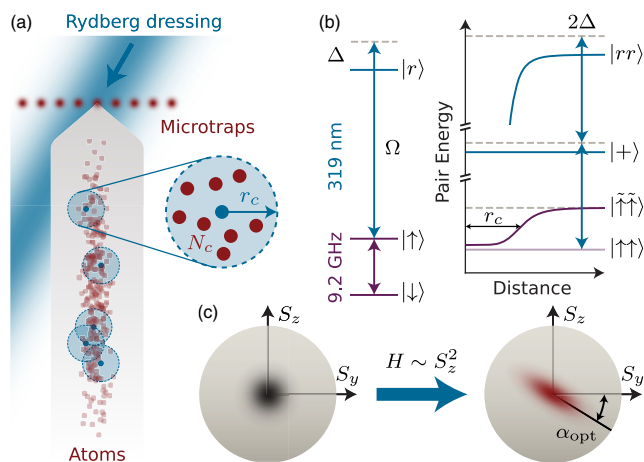 (a)
Rydberg dressing
Microtraps
r_c
N_c
Atoms
(b)
Δ
|r⟩
319 nm
Ω
|↑⟩
9.2 GHz
|↓⟩
Pair Energy
2Δ
|rr⟩
|+⟩
|↑̃↑̃⟩
r_c
|↑↑⟩
Distance
(c)
S_z
S_y
H ∼ S_z^2
S_z
S_y
α_opt